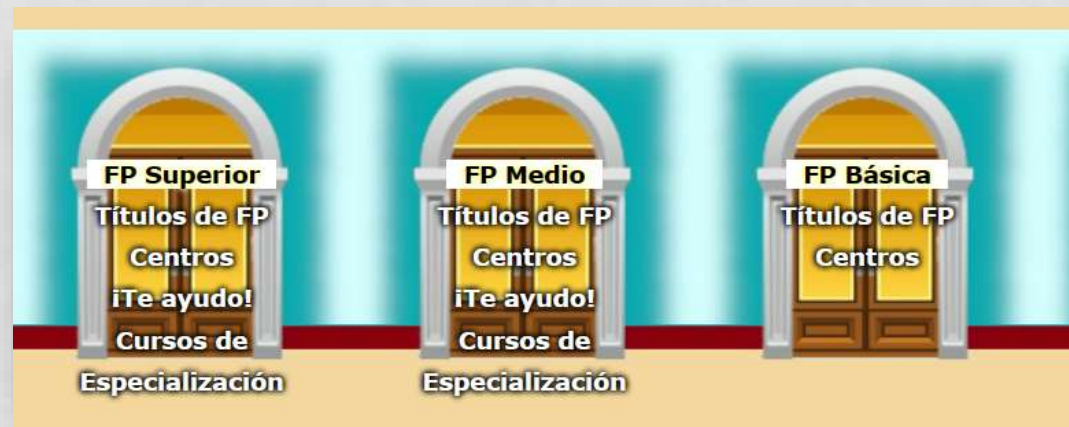 FP Superior
Títulos de FP
Centros
¡Te ayudo!
Cursos de
Especialización
FP Medio
Títulos de FP
Centros
¡Te ayudo!
Cursos de
Especialización
FP Básica
Títulos de FP
Centros